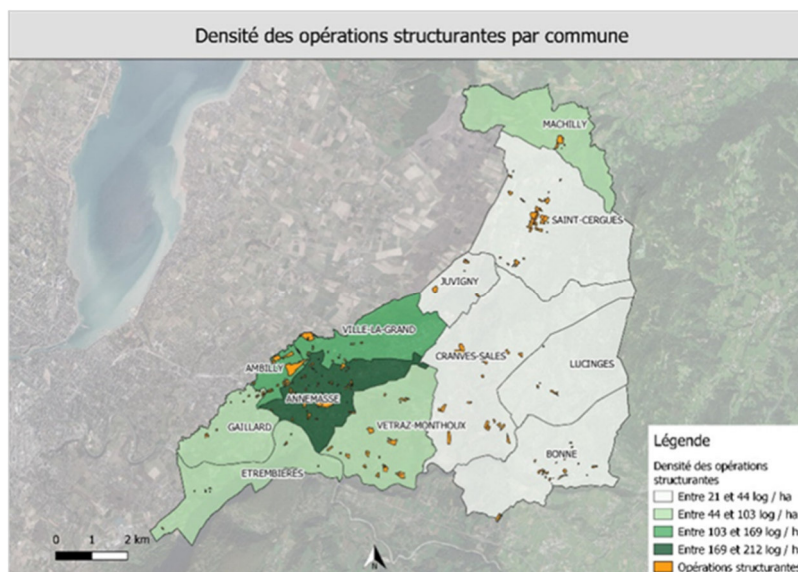 Densité des opérations structurantes par commune
MACHILLY
SAINT-CERGUES
JUVIGNY
VILLE-LA-GRAND
CRANVES-SALES
AMBILLY
LUCINGES
ANNEMASSE
GAILLARD
VETRAZ-MONTHOUX
BONNE
ETREMBIERES
Légende
Densité des opérations
structurantes
Entre 21 et 44 log / ha
Entre 44 et 103 log / ha
Entre 103 et 169 log / h
Entre 169 et 212 log / h
Opérations structurantes
0 1 2 km
N